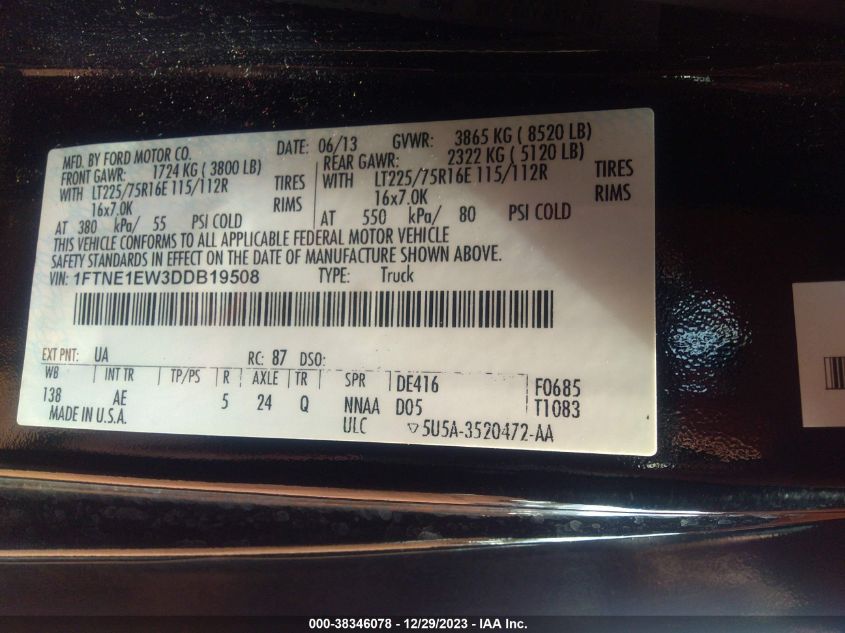 MFD. BY FORD MOTOR CO. DATE: 06/13 GVWR: 3865 KG ( 8520 LB)
FRONT GAWR: 1724 KG ( 3800 LB) REAR GAWR: 2322 KG ( 5120 LB)
WITH LT225/75R16E 115/112R TIRES WITH LT225/75R16E 115/112R TIRES
16x7.0K RIMS 16x7.0K RIMS
AT 380 kPa/ 55 PSI COLD AT 550 kPa/ 80 PSI COLD
THIS VEHICLE CONFORMS TO ALL APPLICABLE FEDERAL MOTOR VEHICLE
SAFETY STANDARDS IN EFFECT ON THE DATE OF MANUFACTURE SHOWN ABOVE.
VIN: 1FTNE1EW3DDB19508 TYPE: Truck
EXT PNT: UA RC: 87 DSO:
WB INT TR TP/PS R AXLE TR SPR DE416 F0685
138 AE 5 24 Q NNAA D05 T1083
MADE IN U.S.A. ULC ▽5U5A-3520472-AA
000-38346078 - 12/29/2023 - IAA Inc.